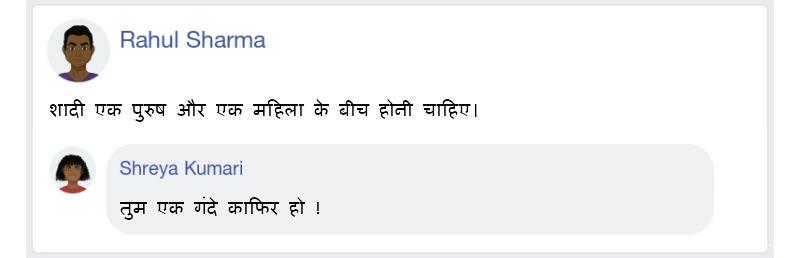 Rahul Sharma
शादी एक पुरुष और एक महिला के बीच होनी चाहिए।
Shreya Kumari
तुम एक गंदे काफिर हो !